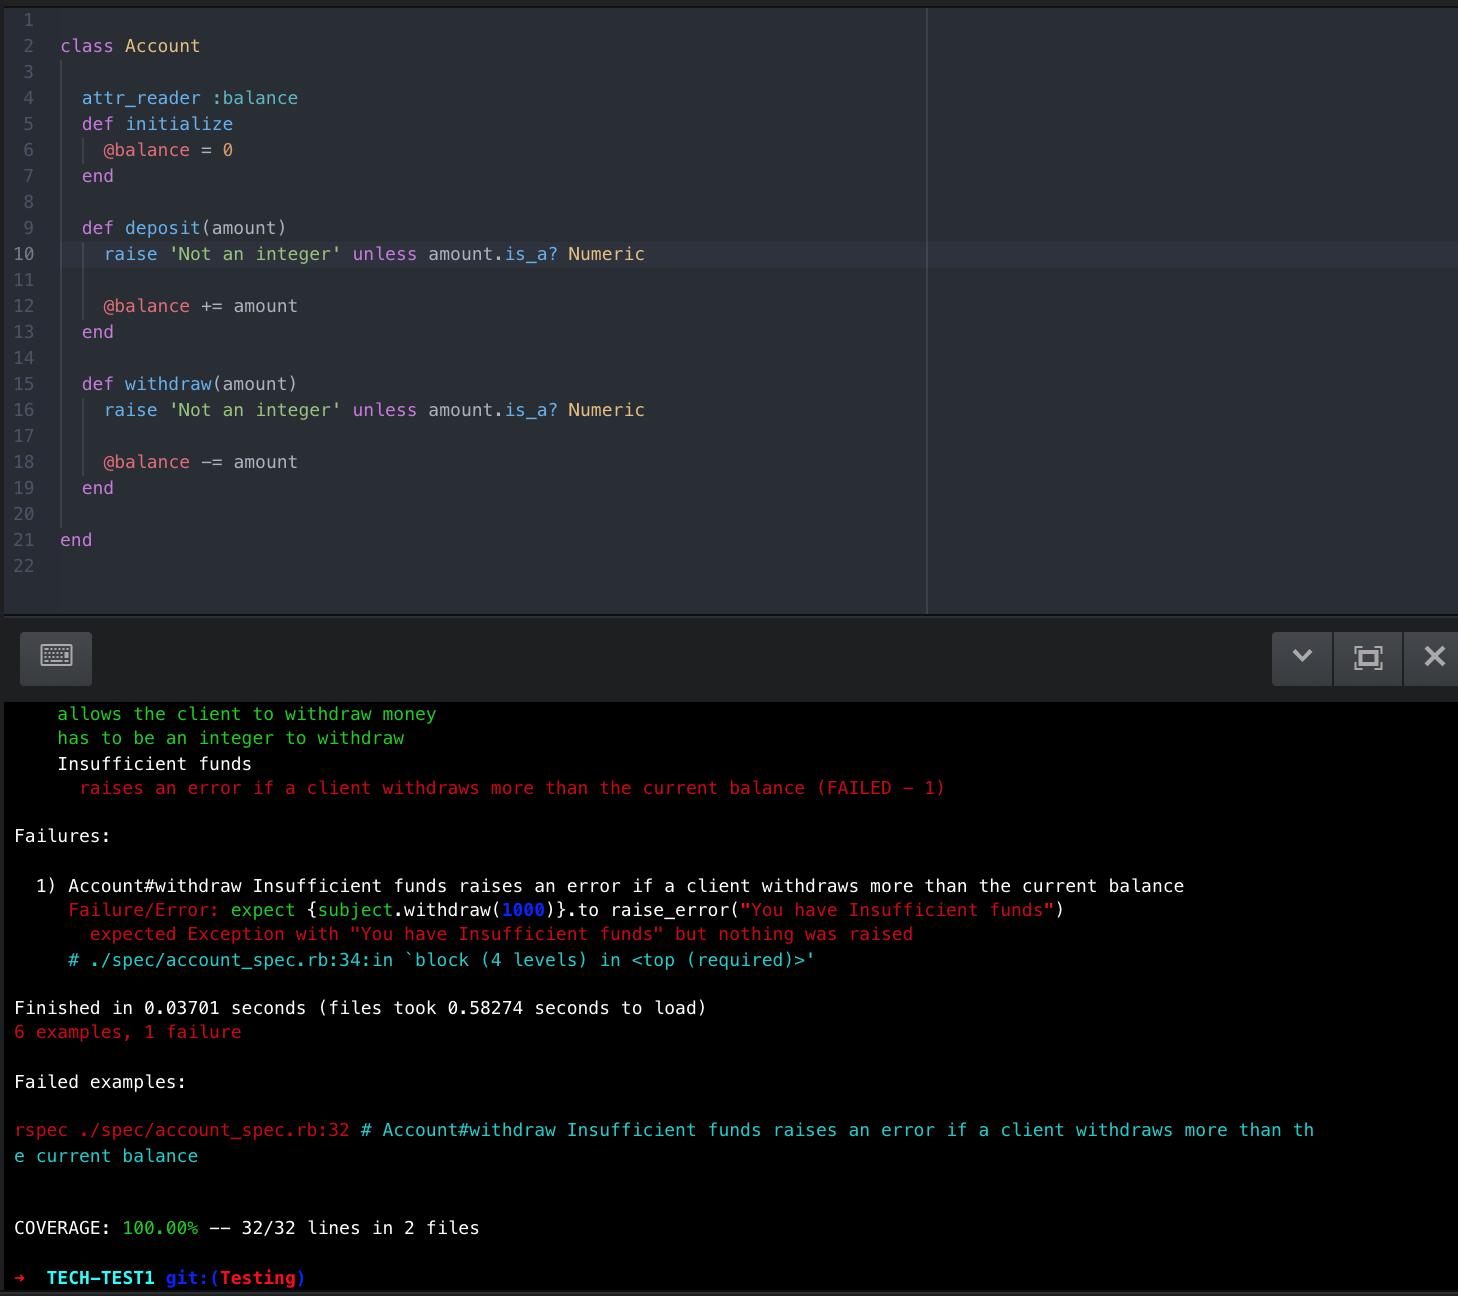 1
2 class Account
3
4 attr_reader :balance
5 def initialize
6 @balance = 0
7 end
8
9 def deposit(amount)
10 raise 'Not an integer' unless amount.is_a? Numeric
11
12 @balance += amount
13 end
14
15 def withdraw(amount)
16 raise 'Not an integer' unless amount.is_a? Numeric
17
18 @balance -= amount
19 end
20
21 end
22
allows the client to withdraw money
has to be an integer to withdraw
Insufficient funds
raises an error if a client withdraws more than the current balance (FAILED - 1)
Failures:
1) Account#withdraw Insufficient funds raises an error if a client withdraws more than the current balance
Failure/Error: expect {subject.withdraw(1000)}.to raise_error("You have Insufficient funds")
expected Exception with "You have Insufficient funds" but nothing was raised
# ./spec/account_spec.rb:34:in `block (4 levels) in <top (required)>'
Finished in 0.03701 seconds (files took 0.58274 seconds to load)
6 examples, 1 failure
Failed examples:
rspec ./spec/account_spec.rb:32 # Account#withdraw Insufficient funds raises an error if a client withdraws more than th
e current balance
COVERAGE: 100.00% -- 32/32 lines in 2 files
➜ TECH-TEST1 git:(Testing)